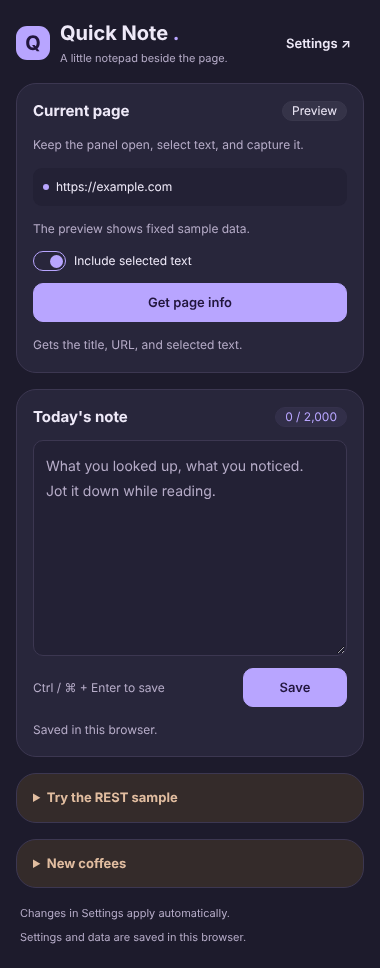 Q
Quick Note .
A little notepad beside the page.
Settings ↗
Current page
Preview
Keep the panel open, select text, and capture it.
https://example.com
The preview shows fixed sample data.
Include selected text
Get page info
Gets the title, URL, and selected text.
Today's note
0 / 2,000
What you looked up, what you noticed.
Jot it down while reading.
Ctrl / ⌘ + Enter to save
Save
Saved in this browser.
Try the REST sample
New coffees
Changes in Settings apply automatically.
Settings and data are saved in this browser.